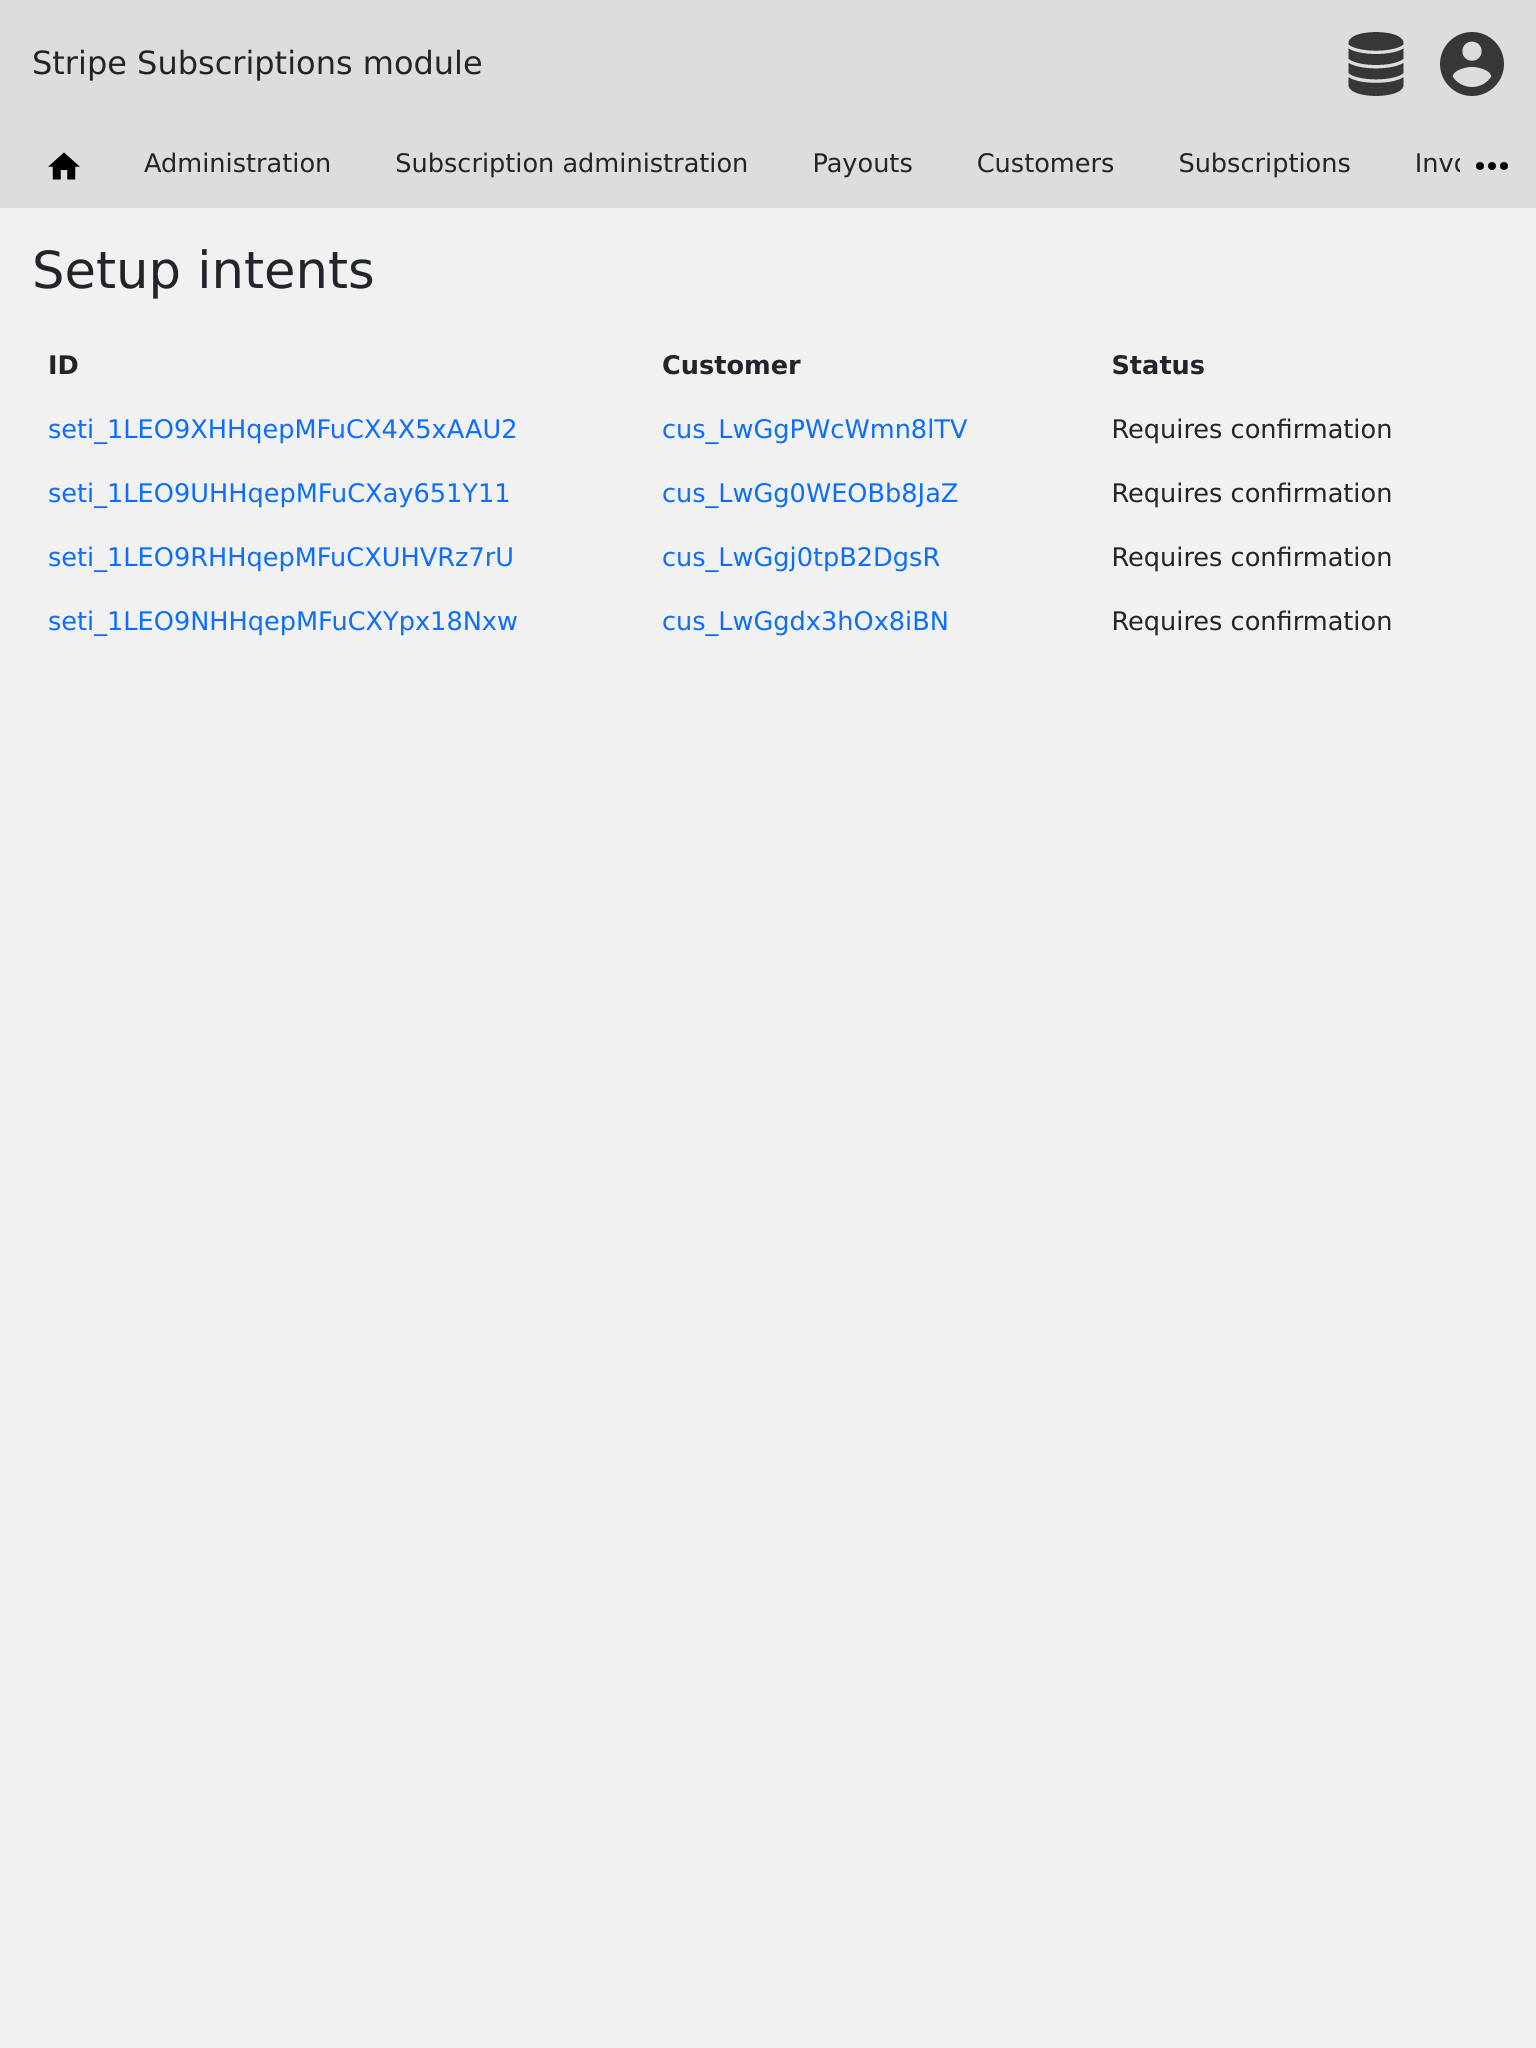 Stripe Subscriptions module
Administration Subscription administration Payouts Customers Subscriptions
Setup intents
ID Customer Status
seti_1LEO9XHHqepMFuCX4X5xAAU2 cus_LwGgPWcWmn8lTV Requires confirmation
seti_1LEO9UHHqepMFuCXay651Y11 cus_LwGg0WEOBb8JaZ Requires confirmation
seti_1LEO9RHHqepMFuCXUHVRz7rU cus_LwGgj0tpB2DgsR Requires confirmation
seti_1LEO9NHHqepMFuCXYpx18Nxw cus_LwGgdx3hOx8iBN Requires confirmation